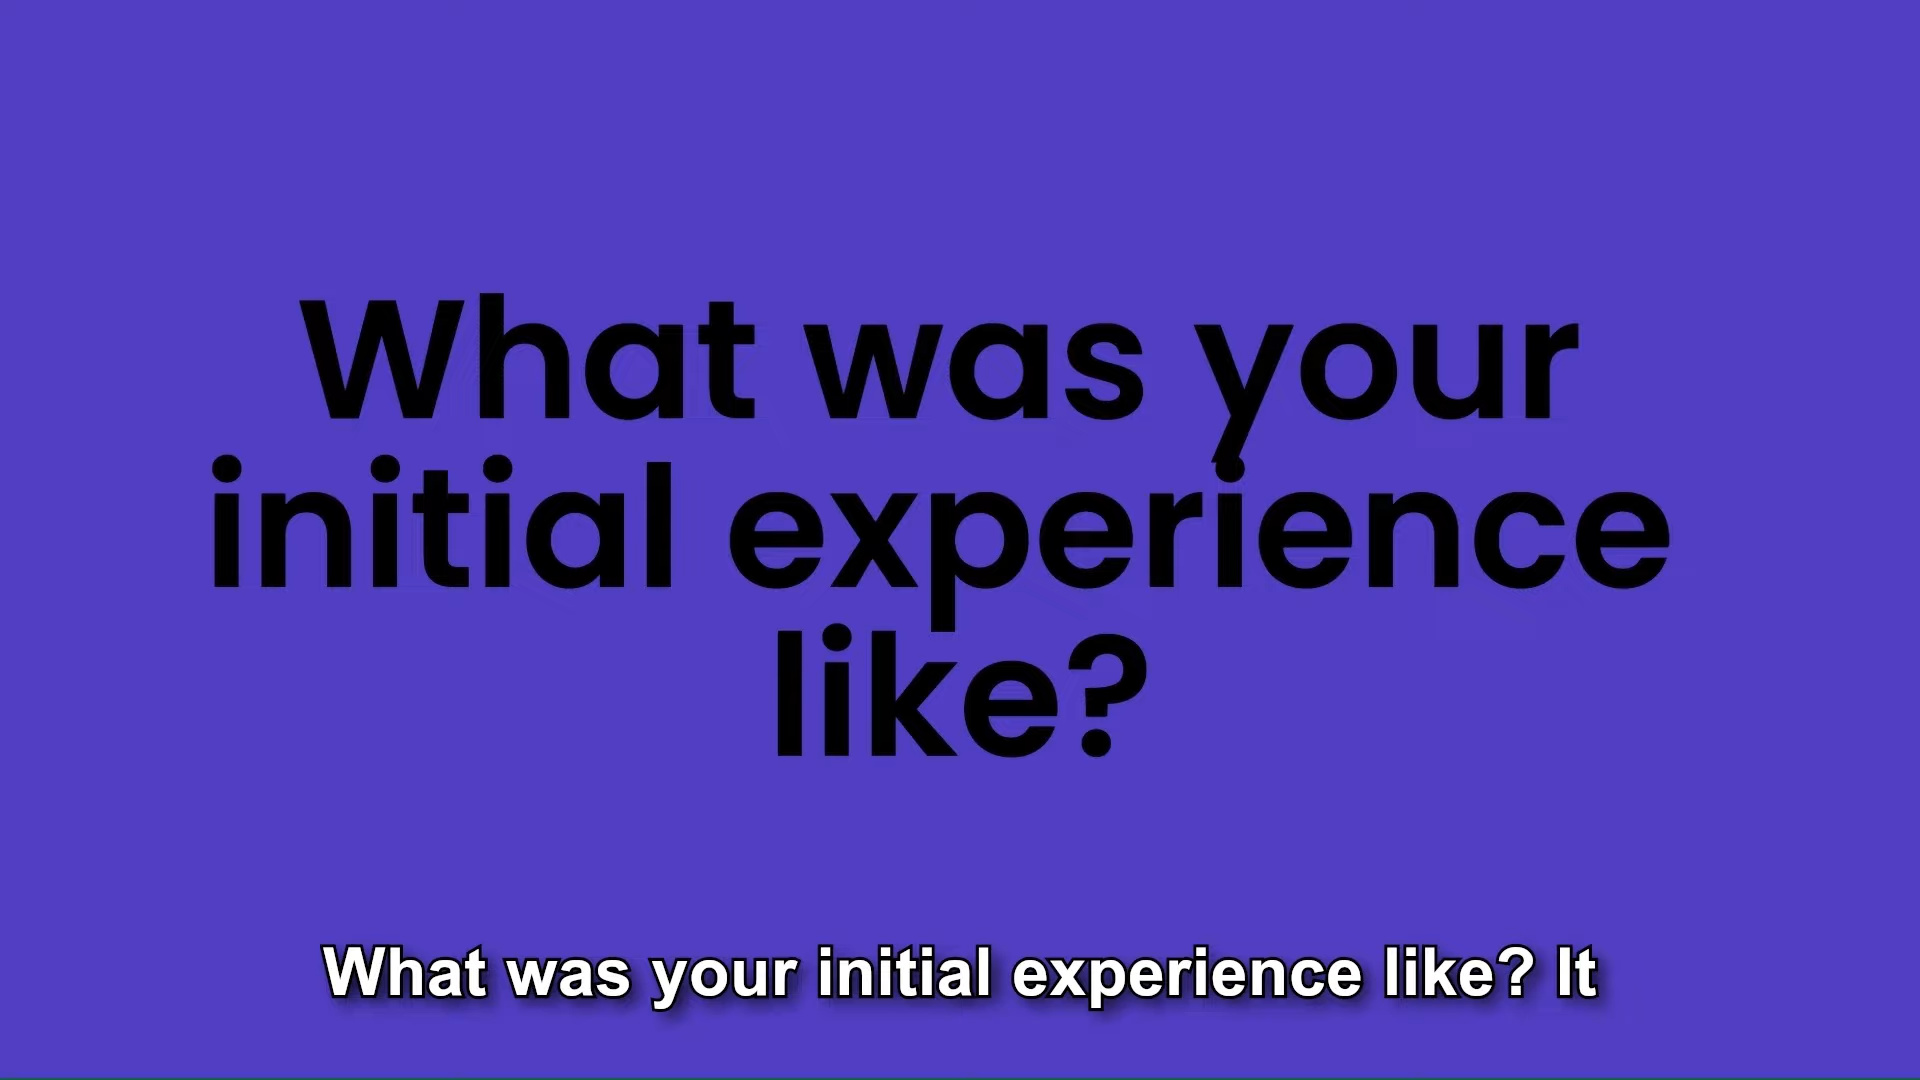 What was your
initial experience
like?
What was your initial experience like? It